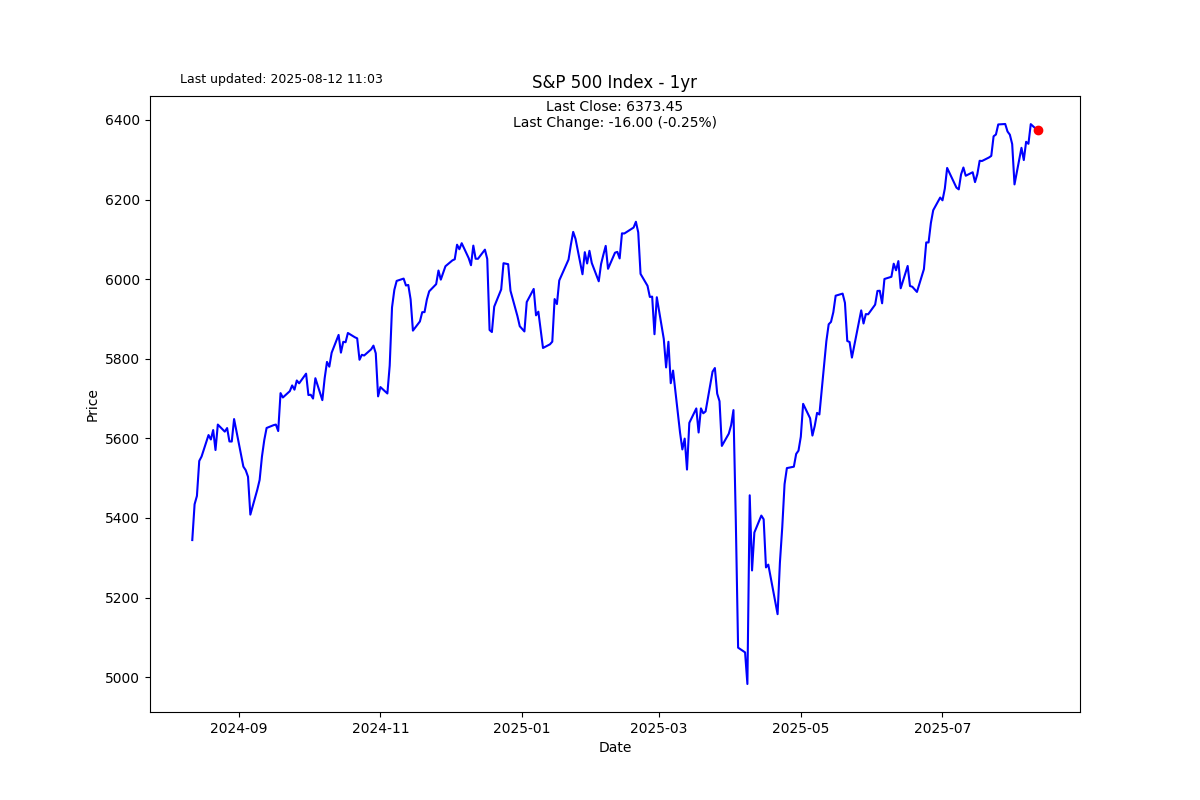 Last updated: 2025-08-12 11:03
S&P 500 Index - 1yr
Last Close: 6373.45
Last Change: -16.00 (-0.25%)
6400
6200
6000
5800
5600
5400
5200
5000
Price
2024-09
2024-11
2025-01
2025-03
2025-05
2025-07
Date